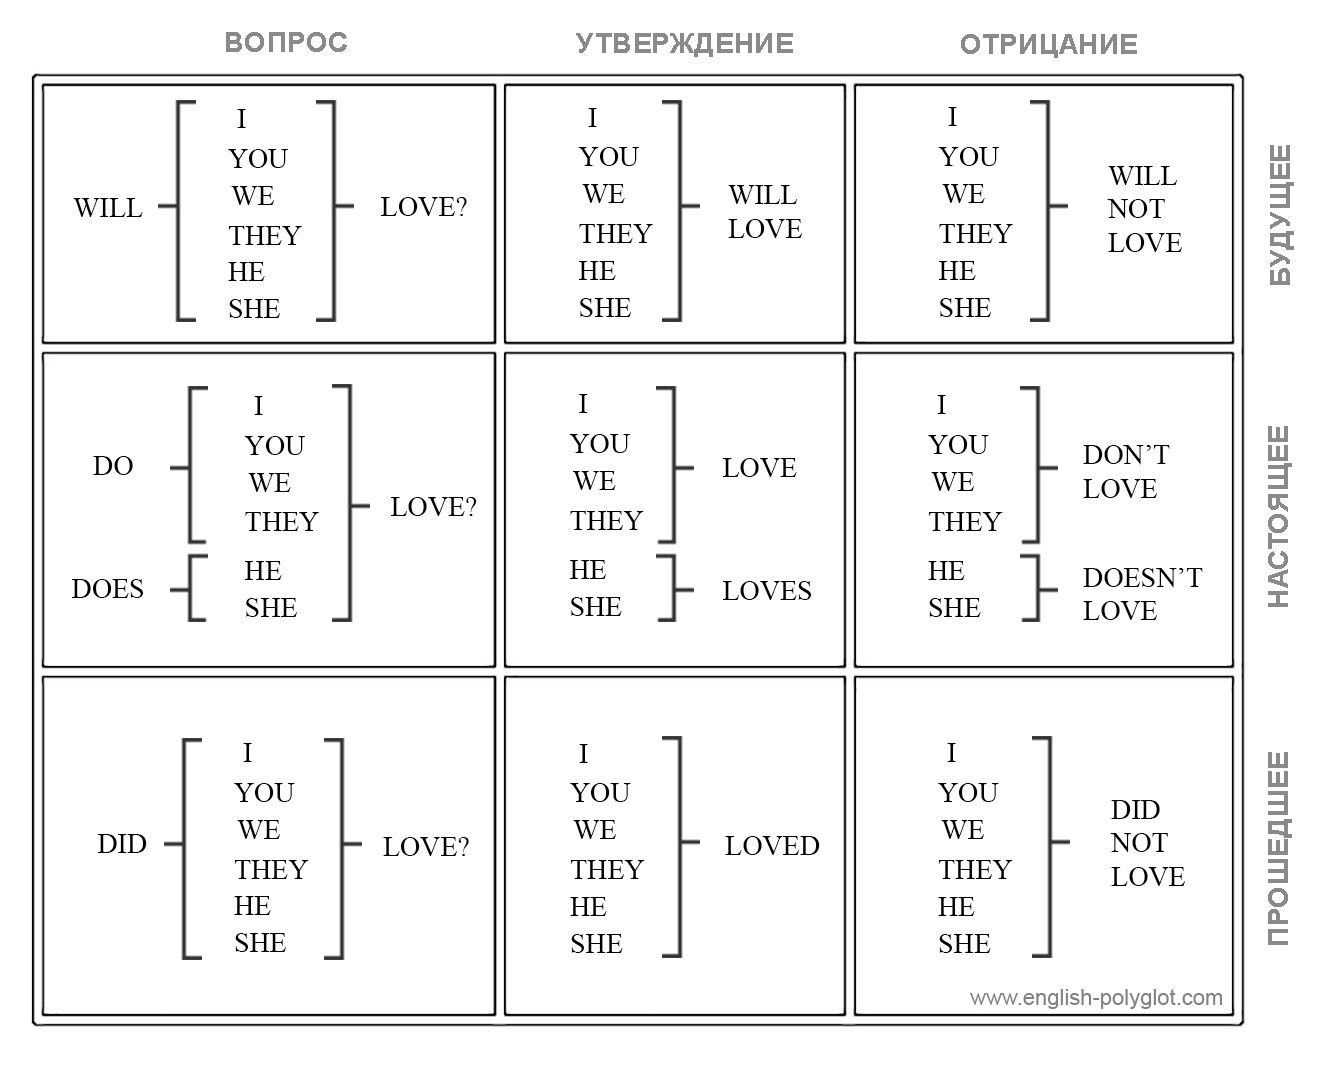 ВОПРОС
УТВЕРЖДЕНИЕ
ОТРИЦАНИЕ
WILL
I
YOU
WE
THEY
HE
SHE
LOVE?
I
YOU
WE
THEY
HE
SHE
WILL
LOVE
I
YOU
WE
THEY
HE
SHE
WILL
NOT
LOVE
БУДУЩЕЕ
DO
DOES
I
YOU
WE
THEY
HE
SHE
LOVE?
I
YOU
WE
THEY
LOVE
HE
SHE
LOVES
I
YOU
WE
THEY
DON’T
LOVE
HE
SHE
DOESN’T
LOVE
НАСТОЯЩЕЕ
DID
I
YOU
WE
THEY
HE
SHE
LOVE?
I
YOU
WE
THEY
HE
SHE
LOVED
I
YOU
WE
THEY
HE
SHE
DID
NOT
LOVE
ПРОШЕДШЕЕ
www.english-polyglot.com